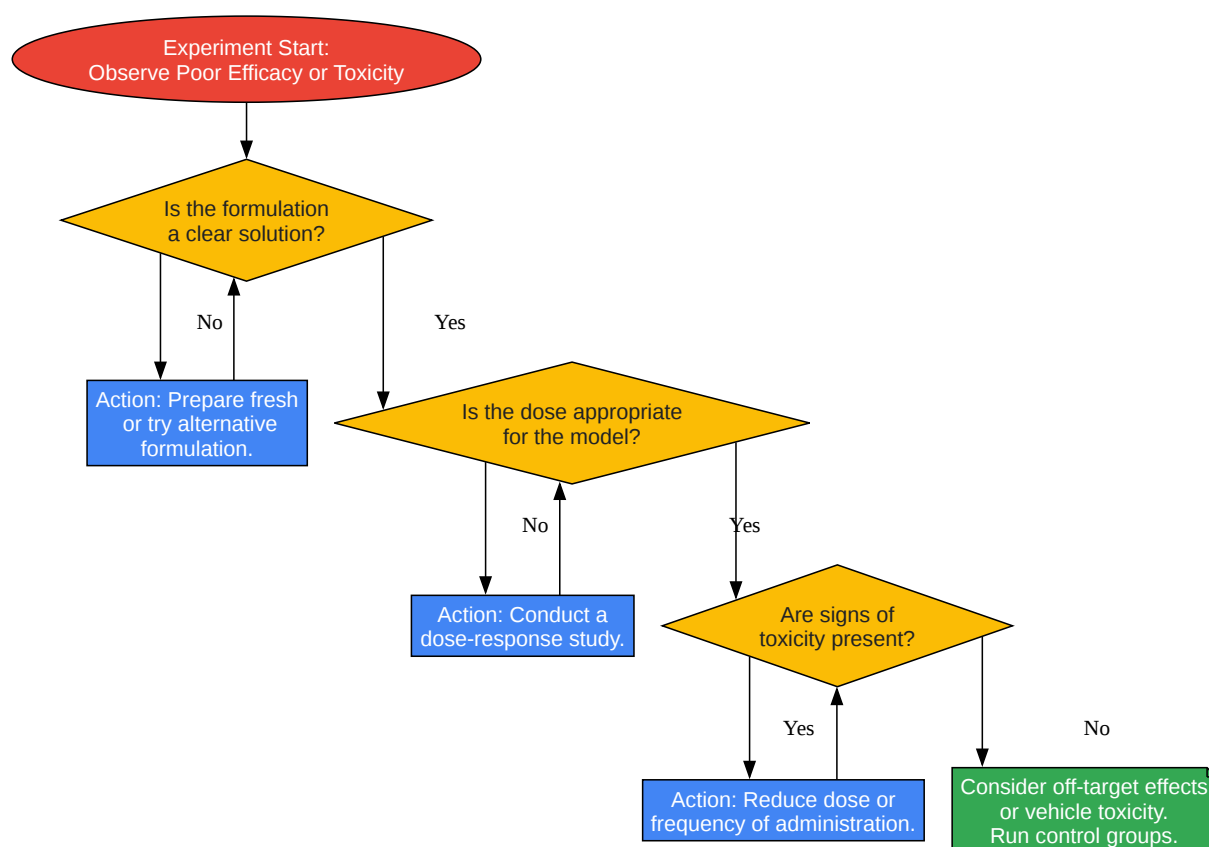 Experiment Start:
Observe Poor Efficacy or Toxicity
Is the formulation
a clear solution?
No
Yes
Action: Prepare fresh
or try alternative
formulation.
Is the dose appropriate
for the model?
No
Yes
Action: Conduct a
dose-response study.
Are signs of
toxicity present?
Yes
No
Action: Reduce dose or
frequency of administration.
Consider off-target effects
or vehicle toxicity.
Run control groups.